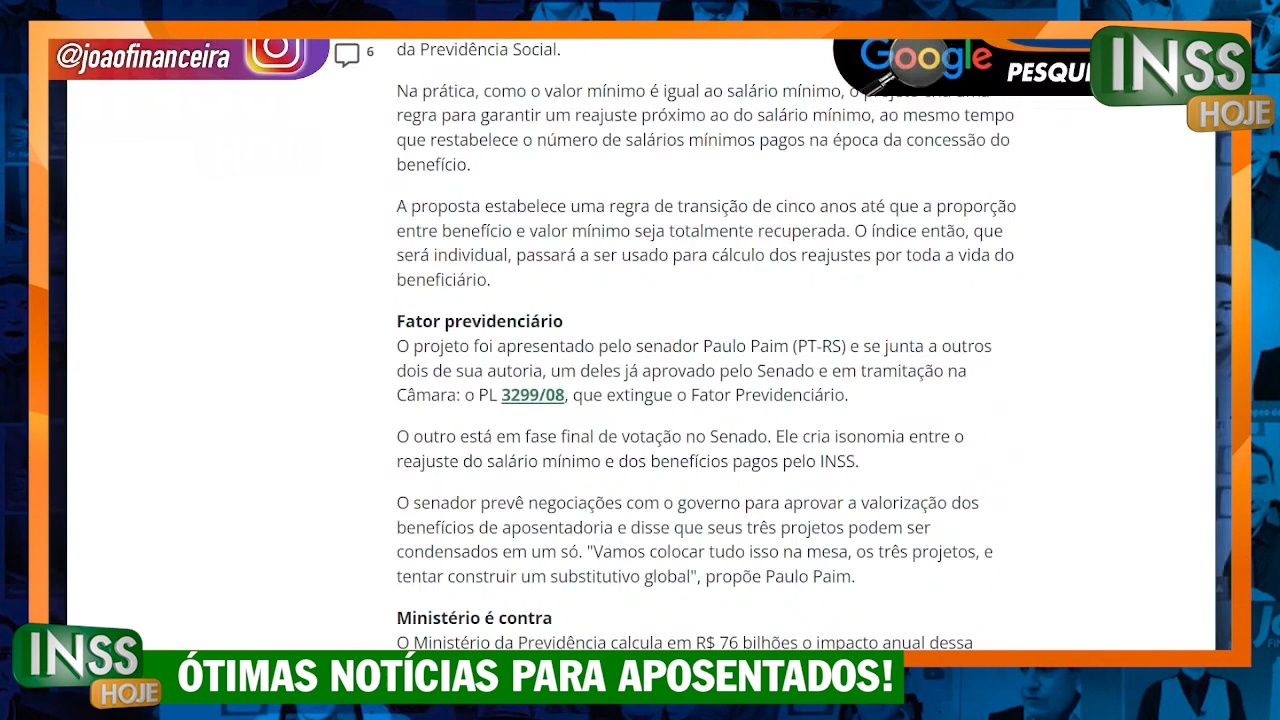 @joaofinanceira
6
Google
PESQU
INSS
HOJE
da Previdência Social.
Na prática, como o valor mínimo é igual ao salário mínimo, o projeto cria uma
regra para garantir um reajuste próximo ao do salário mínimo, ao mesmo tempo
que restabelece o número de salários mínimos pagos na época da concessão do
benefício.
A proposta estabelece uma regra de transição de cinco anos até que a proporção
entre benefício e valor mínimo seja totalmente recuperada. O índice então, que
será individual, passará a ser usado para cálculo dos reajustes por toda a vida do
beneficiário.
Fator previdenciário
O projeto foi apresentado pelo senador Paulo Paim (PT-RS) e se junta a outros
dois de sua autoria, um deles já aprovado pelo Senado e em tramitação na
Câmara: o PL 3299/08, que extingue o Fator Previdenciário.
O outro está em fase final de votação no Senado. Ele cria isonomia entre o
reajuste do salário mínimo e dos benefícios pagos pelo INSS.
O senador prevê negociações com o governo para aprovar a valorização dos
benefícios de aposentadoria e disse que seus três projetos podem ser
condensados em um só. "Vamos colocar tudo isso na mesa, os três projetos, e
tentar construir um substitutivo global", propõe Paulo Paim.
Ministério é contra
O Ministério da Previdência calcula em R$ 76 bilhões o impacto anual dessa
INSS
HOJE
ÓTIMAS NOTÍCIAS PARA APOSENTADOS!